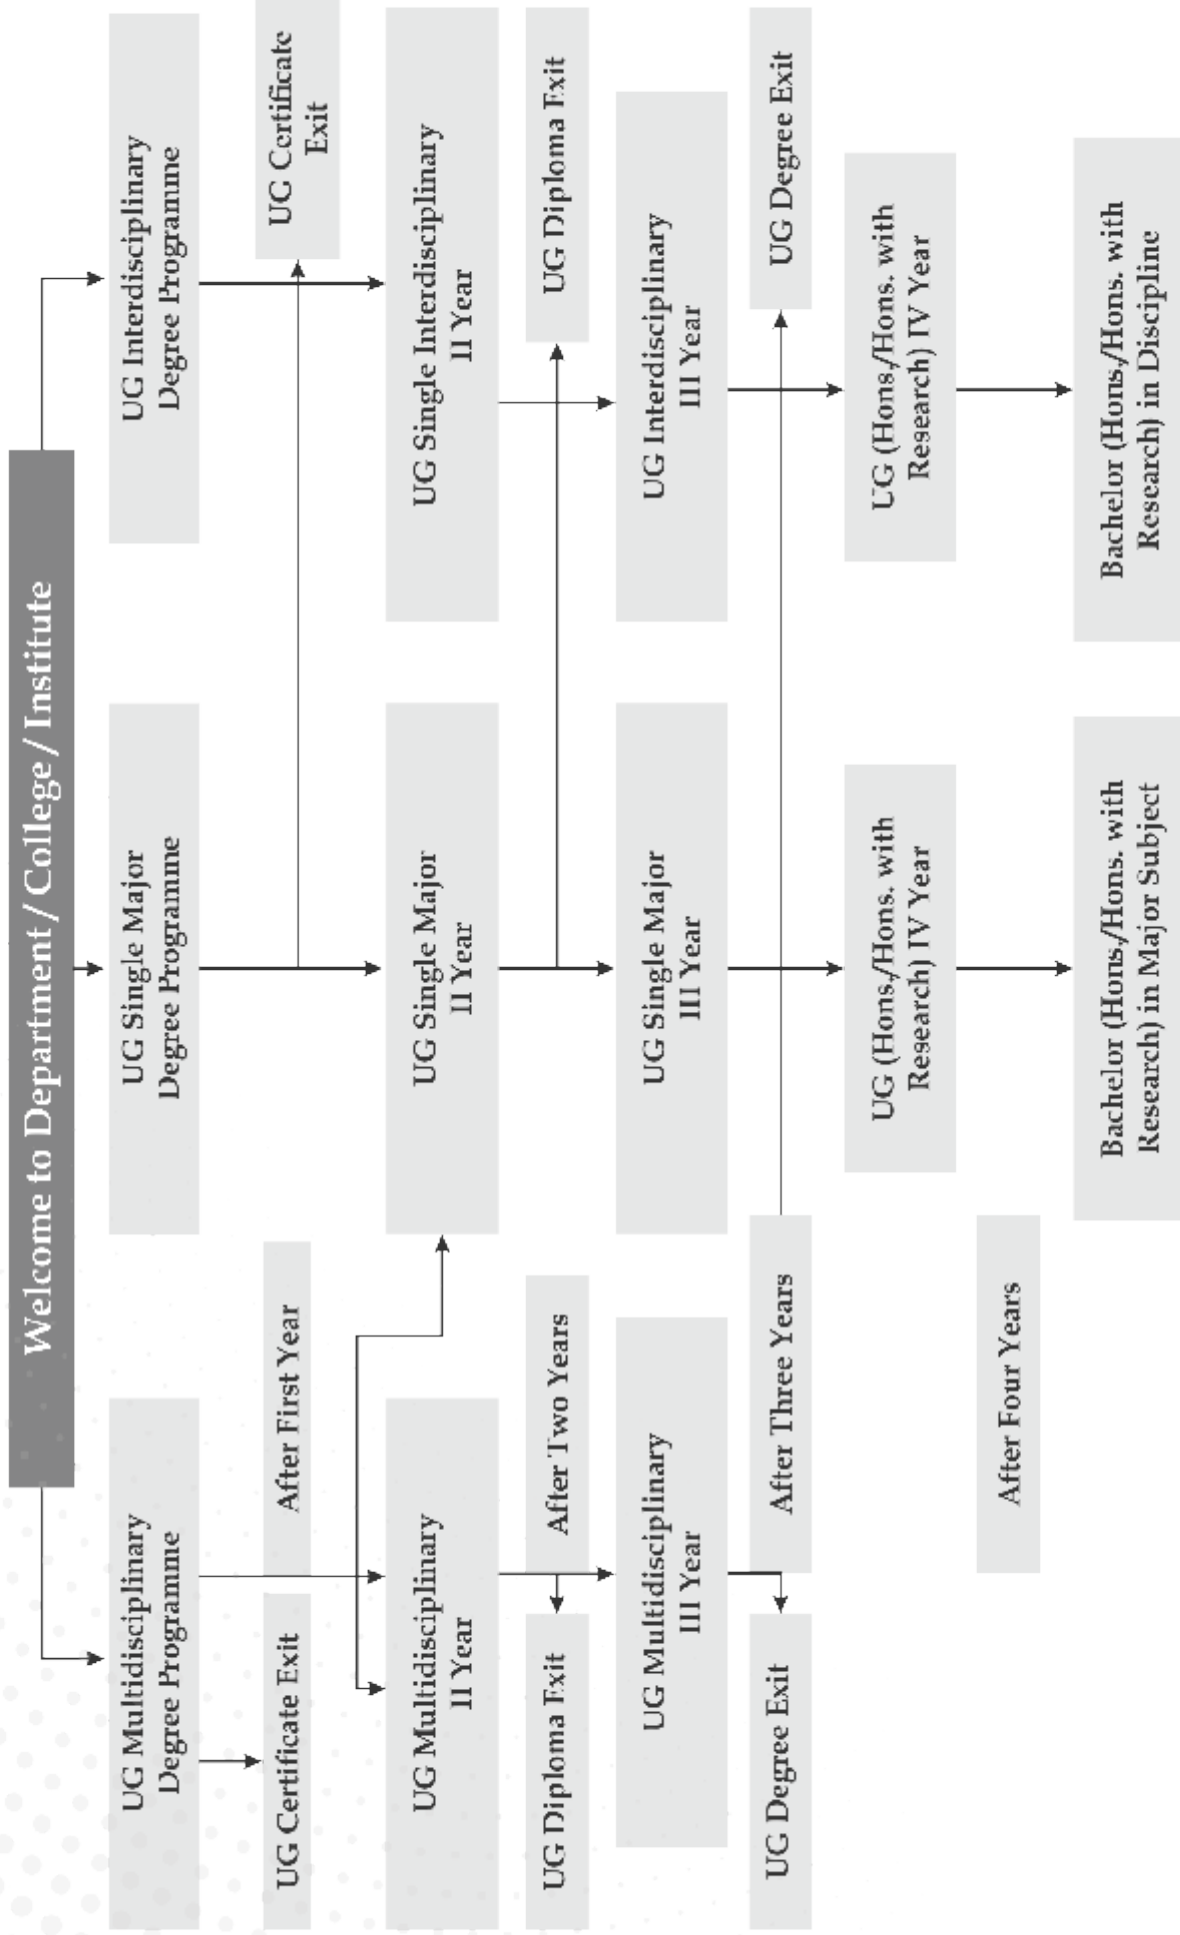 Welcome to Department / College / Institute
UG Multidisciplinary
Degree Programme
UG Single Major
Degree Programme
UG Interdisciplinary
Degree Programme
UG Certificate Exit
After First Year
UG Certificate
Exit
UG Multidisciplinary
II Year
UG Single Major
II Year
UG Single Interdisciplinary
II Year
UG Diploma Exit
After Two Years
UG Diploma Exit
UG Multidisciplinary
III Year
UG Single Major
III Year
UG Interdisciplinary
III Year
UG Degree Exit
After Three Years
UG Degree Exit
UG (Hons./Hons. with
Research) IV Year
UG (Hons./Hons. with
Research) IV Year
After Four Years
Bachelor (Hons./Hons. with
Research) in Major Subject
Bachelor (Hons./Hons. with
Research) in Discipline